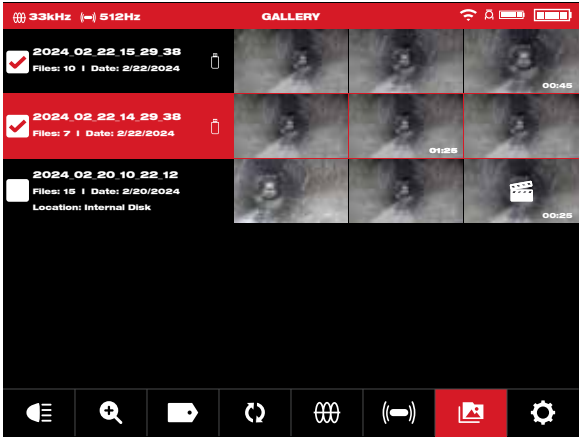 33kHz 512Hz GALLERY
2024_02_22_15_29_38
Files: 10 I Date: 2/22/2024
00:45
2024_02_22_14_29_38
Files: 7 I Date: 2/22/2024
01:25
2024_02_20_10_22_12
Files: 15 I Date: 2/20/2024
Location: Internal Disk
00:25